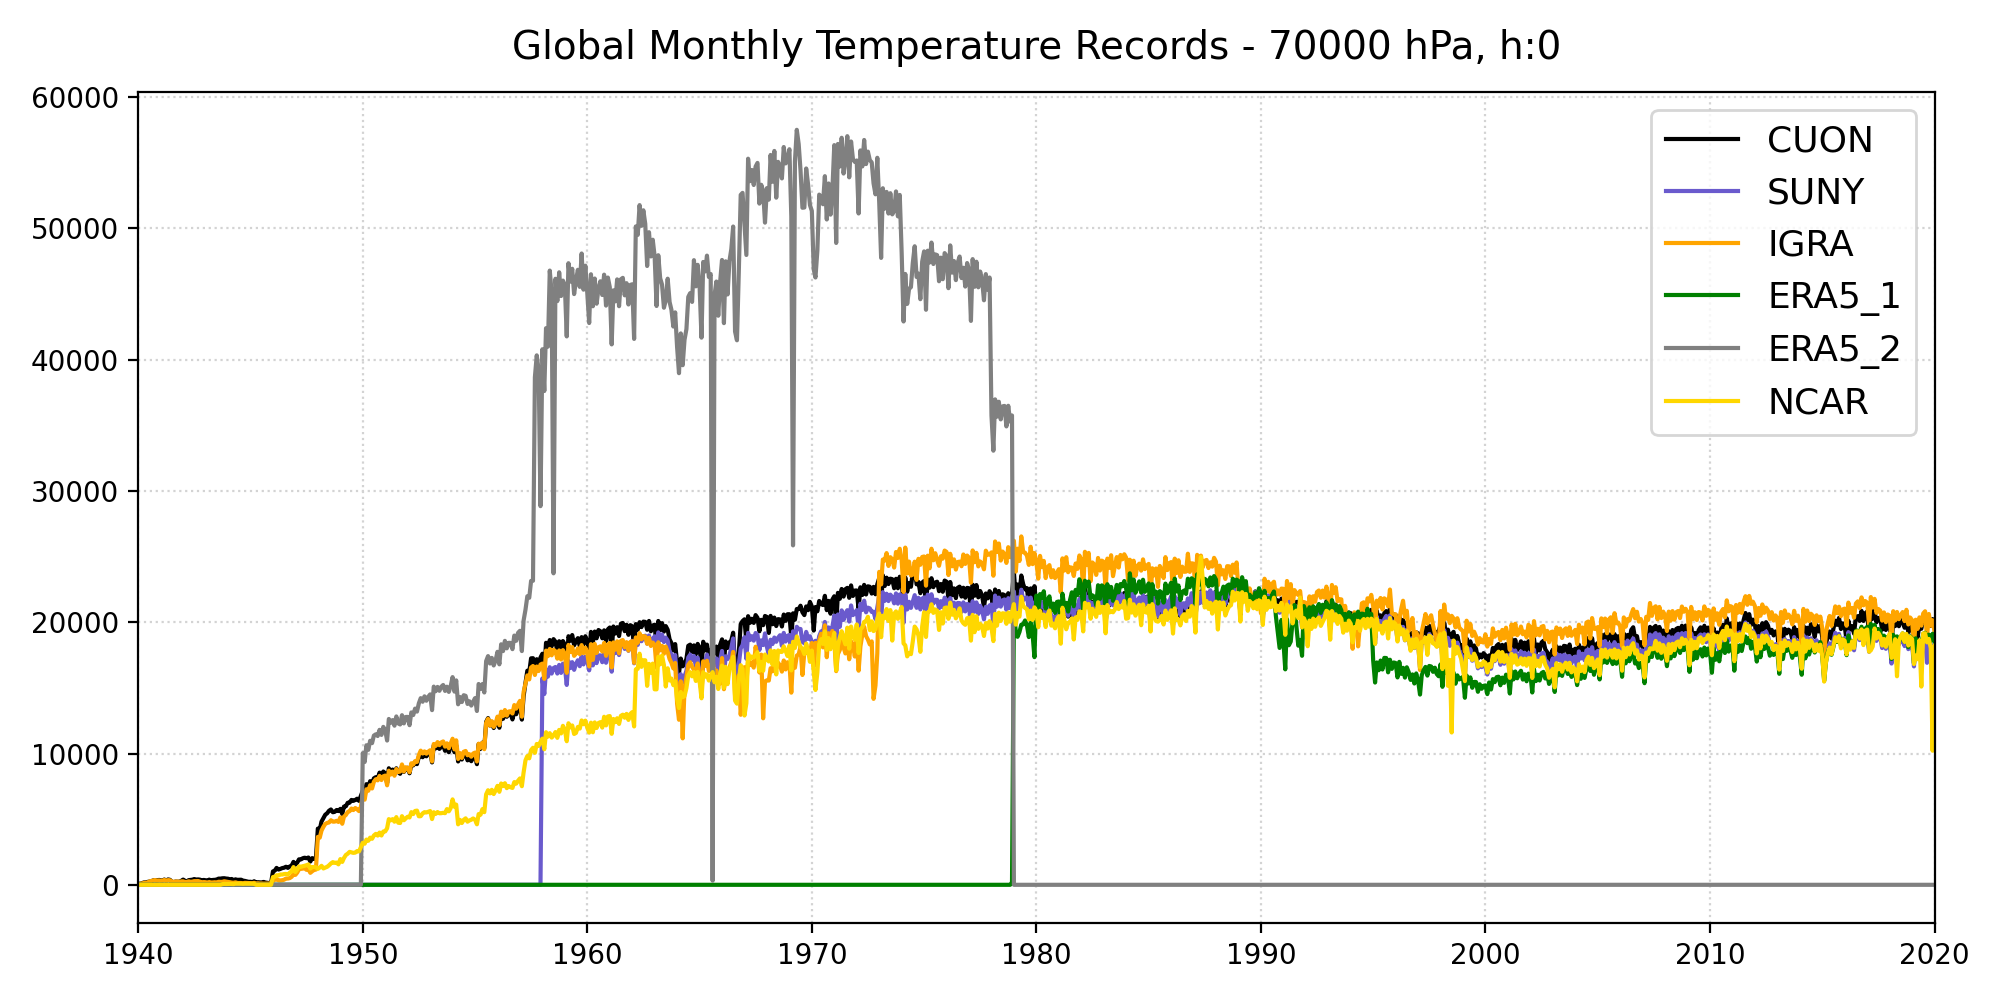 Global Monthly Temperature Records - 70000 hPa, h:0
60000
50000
40000
30000
20000
10000
0
1940 1950 1960 1970 1980 1990 2000 2010 2020
CUON
SUNY
IGRA
ERA5_1
ERA5_2
NCAR